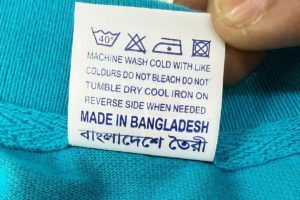 40°
MACHINE WASH COLD WITH LIKE
COLOURS DO NOT BLEACH DO NOT
TUMBLE DRY COOL IRON ON
REVERSE SIDE WHEN NEEDED
MADE IN BANGLADESH
বাংলাদেশে তৈরী